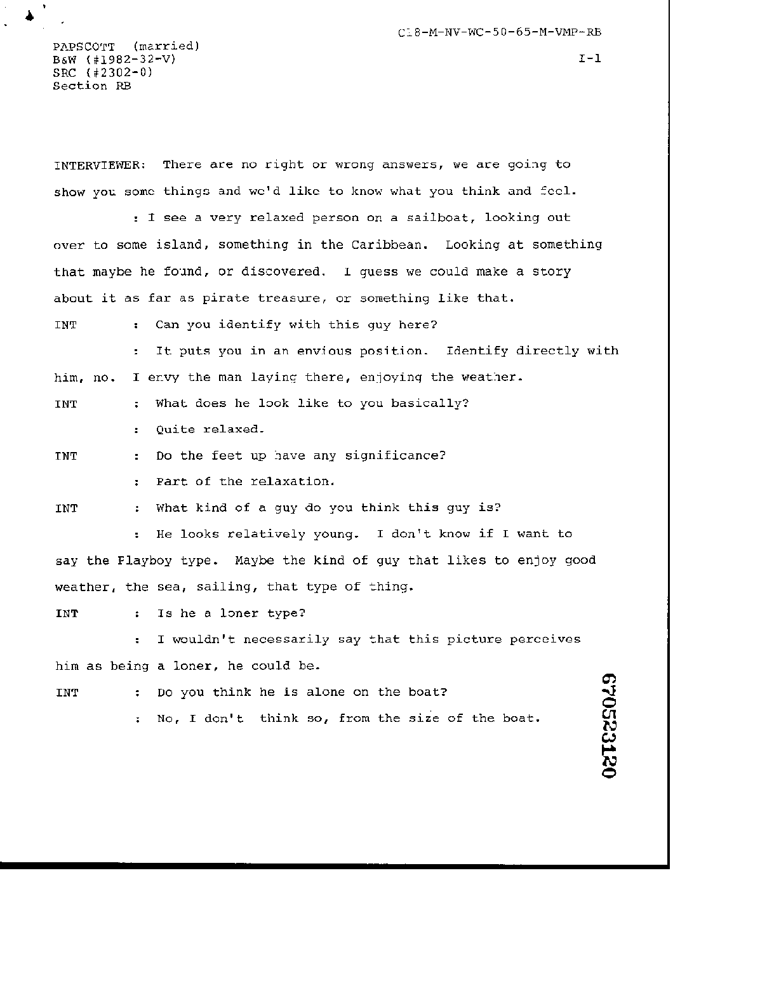 C18-M-NV-WC-50-65-M-VMP-RB
PAPSCOTT (married)
B&W (#1982-32-V)
I-1
SRC (#2302-0)
Section RB
INTERVIEWER: There are no right or wrong answers, we are going to
show you some things and we'd like to know what you think and feel.
: I see a very relaxed person on a sailboat, looking out
over to some island, something in the Caribbean. Looking at something
that maybe he found, or discovered. I guess we could make a story
about it as far as pirate treasure, or something like that.
INT : Can you identify with this guy here?
: It puts you in an envious position. Identify directly with
him, no. I envy the man laying there, enjoying the weather.
INT : What does he look like to you basically?
: Quite relaxed.
INT : Do the feet up have any significance?
: Part of the relaxation.
INT : What kind of a guy do you think this guy is?
: He looks relatively young. I don't know if I want to
say the Playboy type. Maybe the kind of guy that likes to enjoy good
weather, the sea, sailing, that type of thing.
INT : Is he a loner type?
: I wouldn't necessarily say that this picture perceives
him as being a loner, he could be.
INT : Do you think he is alone on the boat?
: No, I don't think so, from the size of the boat.
670523120